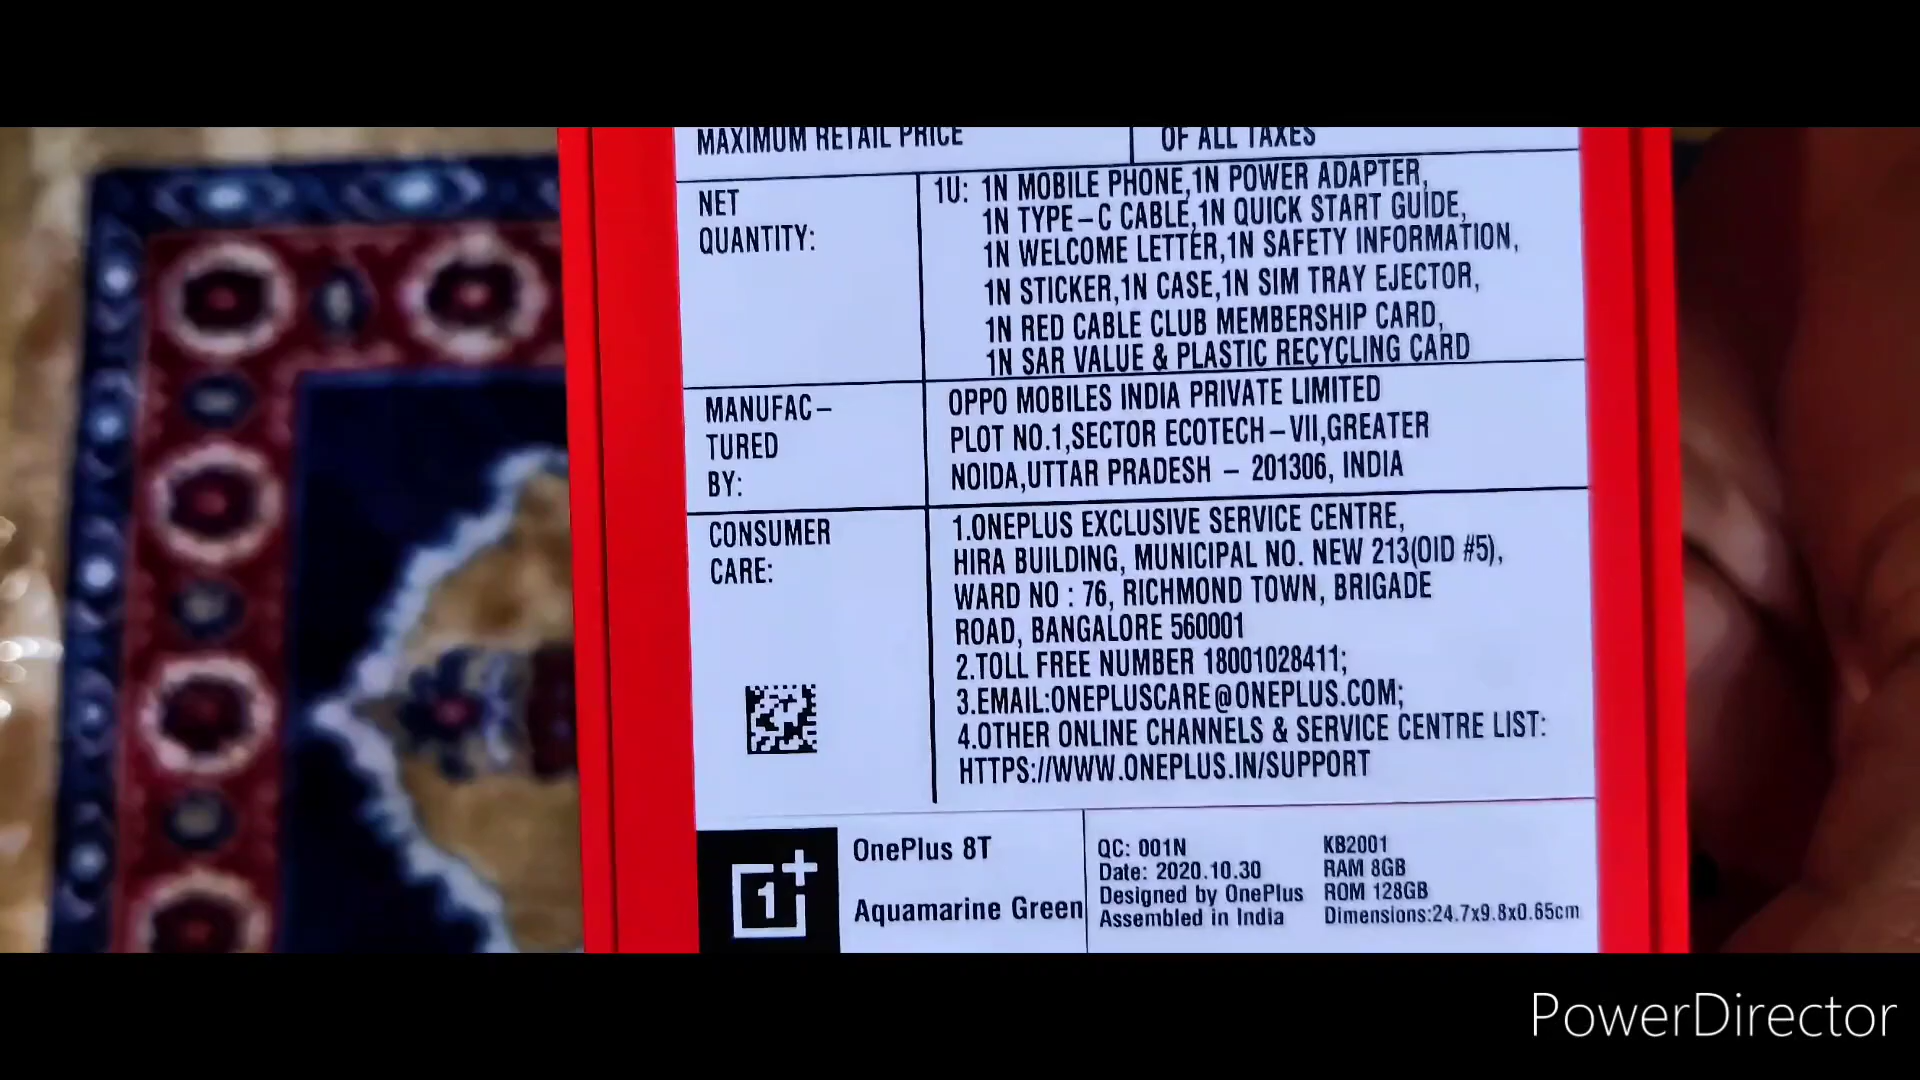 MAXIMUM RETAIL PRICE
OF ALL TAXES
NET
QUANTITY:
1U: 1N MOBILE PHONE,1N POWER ADAPTER,
1N TYPE-C CABLE,1N QUICK START GUIDE,
1N WELCOME LETTER,1N SAFETY INFORMATION,
1N STICKER,1N CASE,1N SIM TRAY EJECTOR,
1N RED CABLE CLUB MEMBERSHIP CARD,
1N SAR VALUE & PLASTIC RECYCLING CARD
MANUFAC-
TURED
BY:
OPPO MOBILES INDIA PRIVATE LIMITED
PLOT NO.1,SECTOR ECOTECH-VII,GREATER
NOIDA,UTTAR PRADESH - 201306, INDIA
CONSUMER
CARE:
1.ONEPLUS EXCLUSIVE SERVICE CENTRE,
HIRA BUILDING, MUNICIPAL NO. NEW 213(OID #5),
WARD NO : 76, RICHMOND TOWN, BRIGADE
ROAD, BANGALORE 560001
2.TOLL FREE NUMBER 18001028411;
3.EMAIL:ONEPLUSCARE@ONEPLUS.COM;
4.OTHER ONLINE CHANNELS & SERVICE CENTRE LIST:
HTTPS://WWW.ONEPLUS.IN/SUPPORT
1+
OnePlus 8T
Aquamarine Green
QC: 001N
Date: 2020.10.30
Designed by OnePlus
Assembled in India
KB2001
RAM 8GB
ROM 128GB
Dimensions:24.7x9.8x0.65cm
PowerDirector